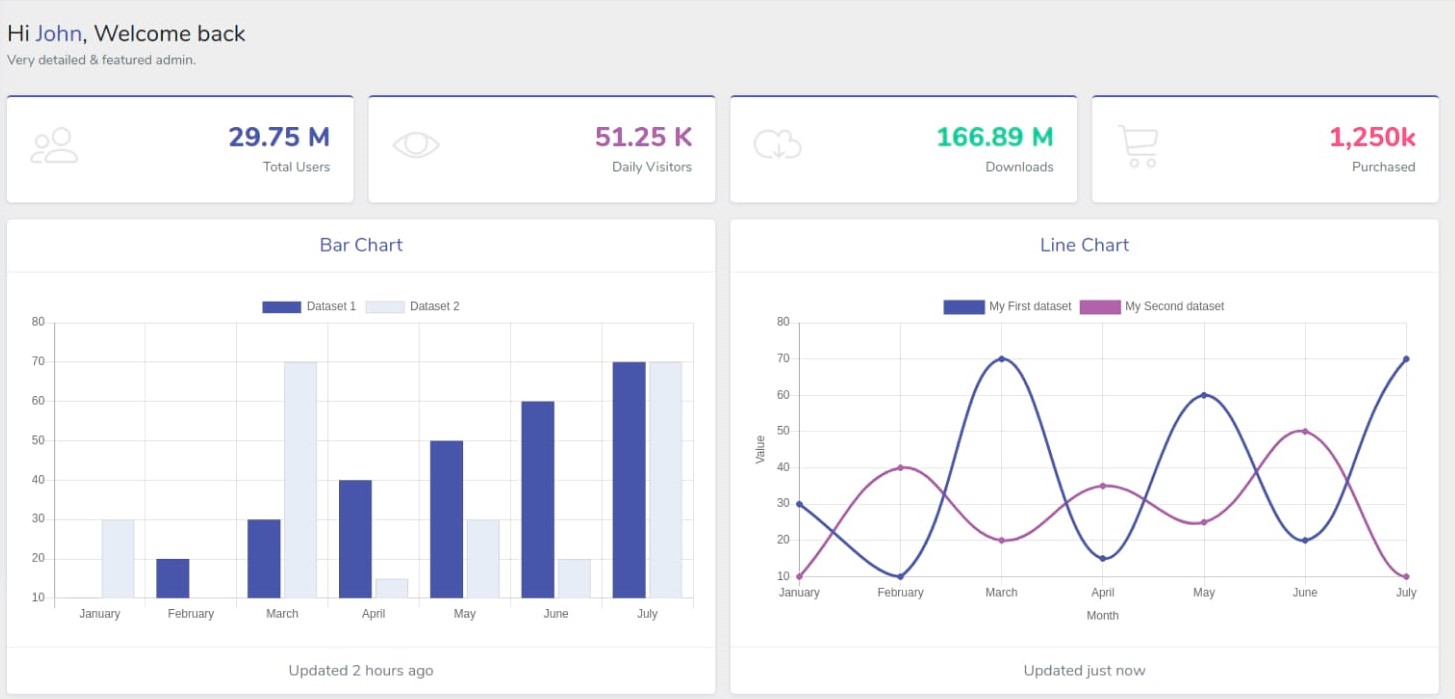 Hi John, Welcome back
Very detailed & featured admin.
29.75 M
Total Users
51.25 K
Daily Visitors
166.89 M
Downloads
1,250k
Purchased
Bar Chart
Dataset 1 Dataset 2
80
70
60
50
40
30
20
10
January February March April May June July
Updated 2 hours ago
Line Chart
My First dataset My Second dataset
Value
80
70
60
50
40
30
20
10
January February March April May June July
Month
Updated just now